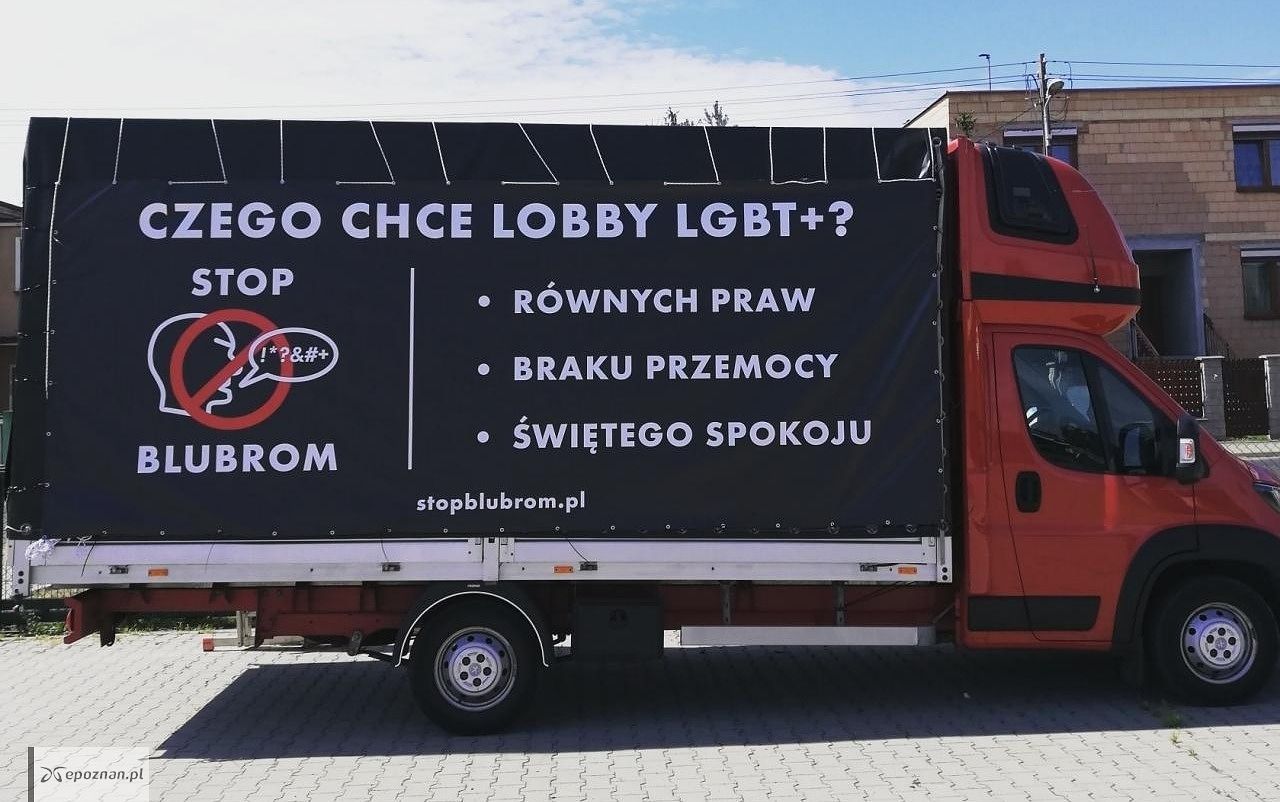 CZEGO CHCE LOBBY LGBT+?
STOP
!*?&#+
BLUBROM
• RÓWNYCH PRAW
• BRAKU PRZEMOCY
• ŚWIĘTEGO SPOKOJU
stopblubrom.pl
epoznan.pl